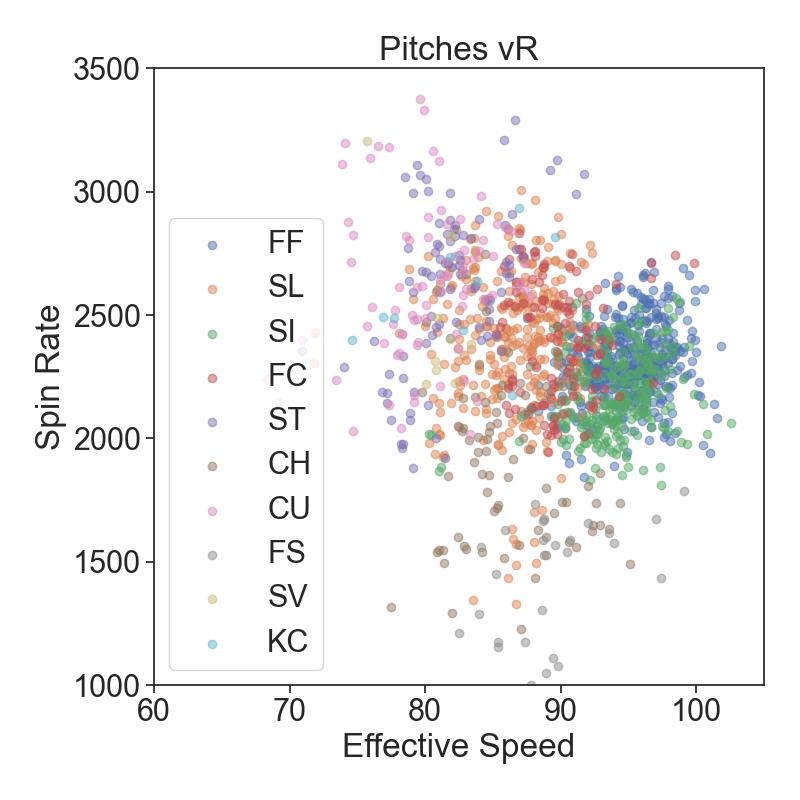 Pitches vR
3500
3000
2500
2000
1500
1000
Spin Rate
FF
SL
SI
FC
ST
CH
CU
FS
SV
KC
60 70 80 90 100
Effective Speed